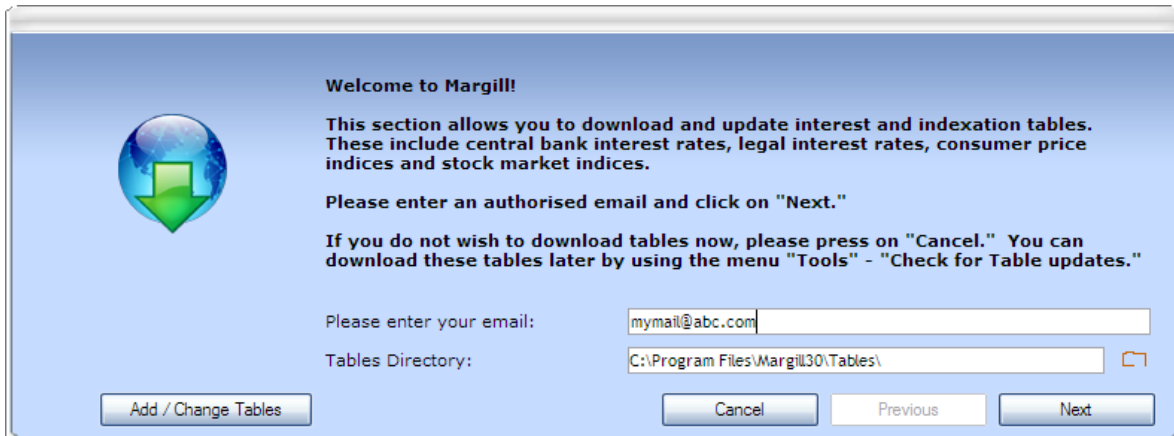 Welcome to Margill!
This section allows you to download and update interest and indexation tables.
These include central bank interest rates, legal interest rates, consumer price
indices and stock market indices.
Please enter an authorised email and click on "Next."
If you do not wish to download tables now, please press on "Cancel."  You can
download these tables later by using the menu "Tools" - "Check for Table updates."
Please enter your email: mymail@abc.com
Tables Directory: C:\Program Files\Margill30\Tables\
Add / Change Tables Cancel Previous Next